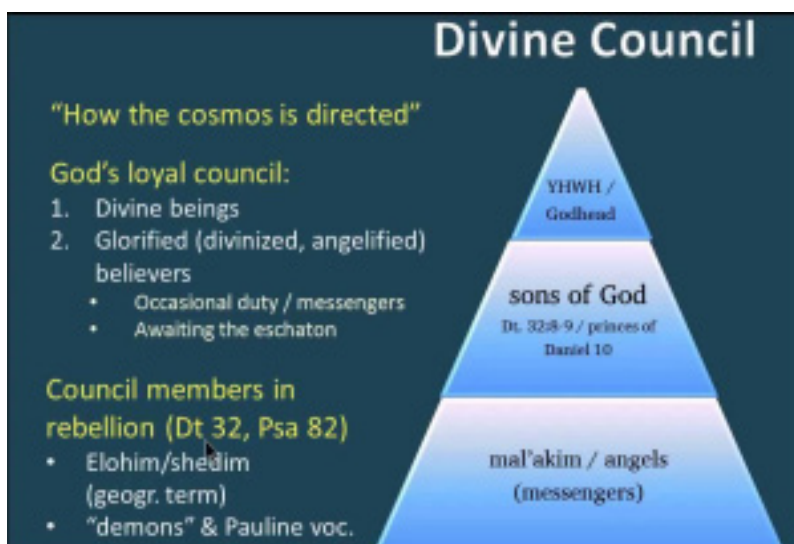 Divine Council
“How the cosmos is directed”
God’s loyal council:
1. Divine beings
2. Glorified (divinized, angelified)
believers
• Occasional duty / messengers
• Awaiting the eschaton
Council members in
rebellion (Dt 32, Psa 82)
• Elohim/shedim
(geogr. term)
• “demons” & Pauline voc.
YHWH /
Godhead
sons of God
Dt. 32:8-9 / princes of
Daniel 10
mal’akim / angels
(messengers)